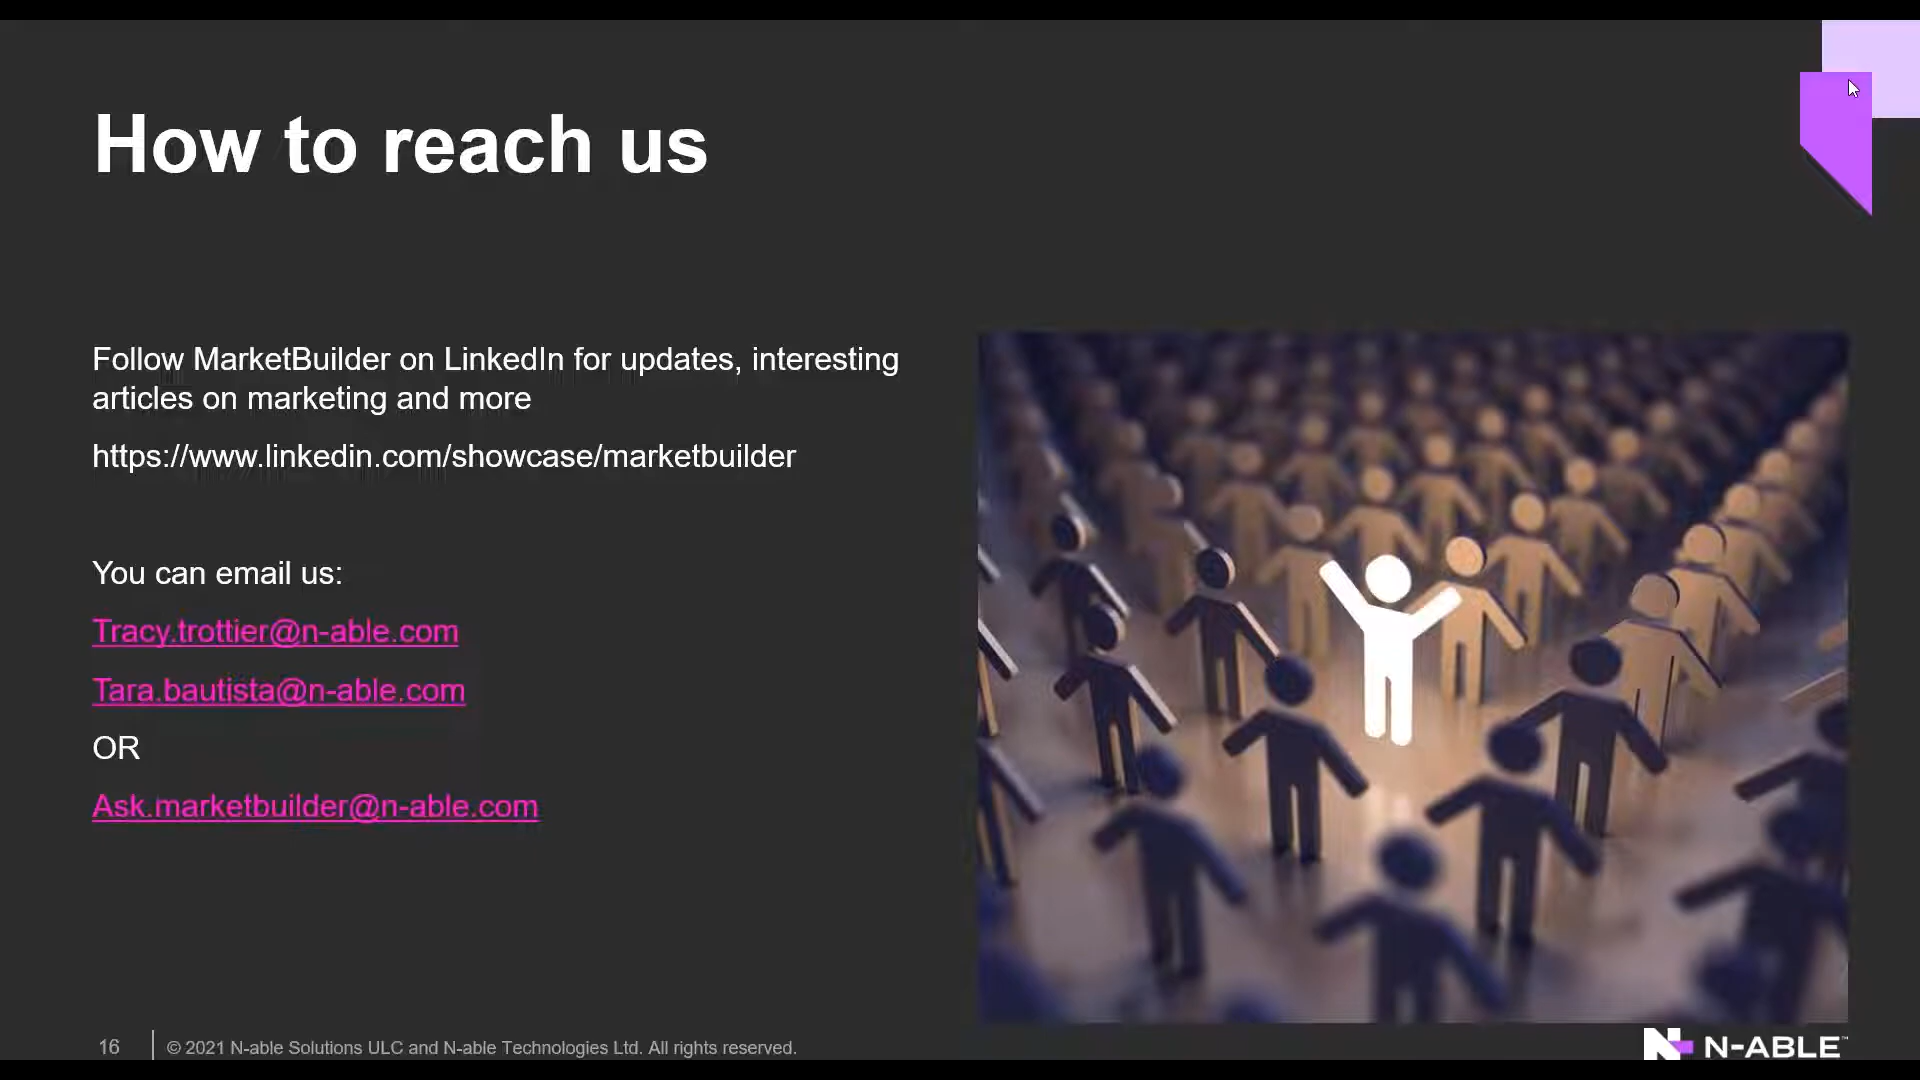 How to reach us
Follow MarketBuilder on LinkedIn for updates, interesting
articles on marketing and more
https://www.linkedin.com/showcase/marketbuilder
You can email us:
Tracy.trottier@n-able.com
Tara.bautista@n-able.com
OR
Ask.marketbuilder@n-able.com
16
© 2021 N-able Solutions ULC and N-able Technologies Ltd. All rights reserved.
N-ABLE™